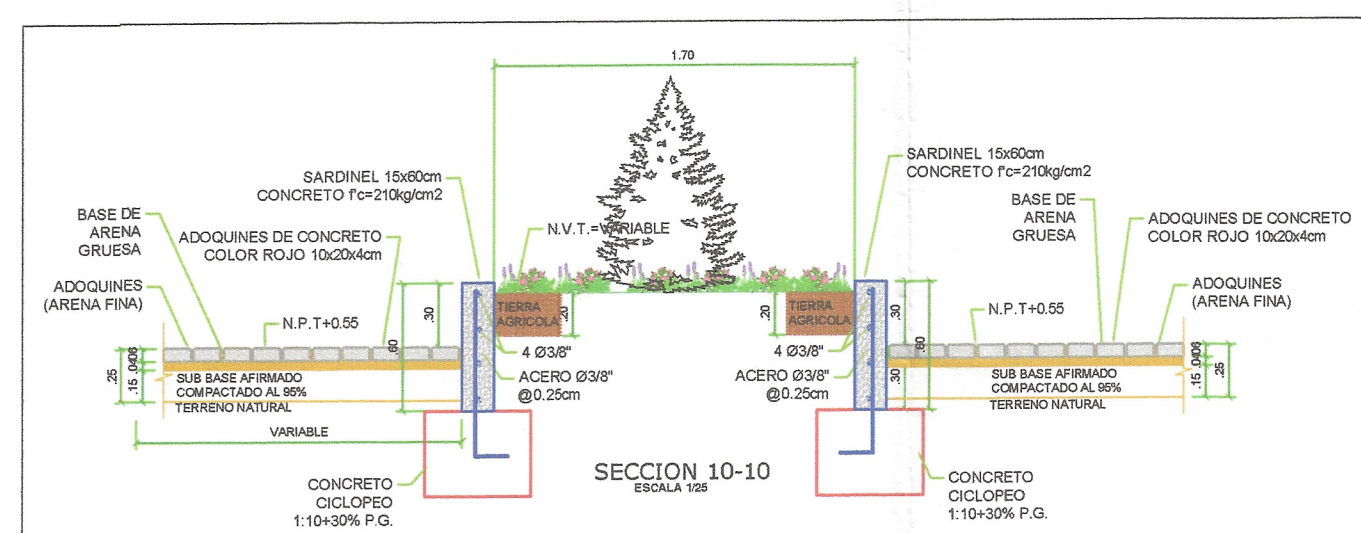 1.70
SARDINEL 15x60cm
CONCRETO f'c=210kg/cm2
BASE DE
ARENA
GRUESA
ADOQUINES DE CONCRETO
COLOR ROJO 10x20x4cm
ADOQUINES
(ARENA FINA)
N.P.T+0.55
N.V.T.=VARIABLE
.30
.60
TIERRA
AGRICOLA
.20
4 Ø3/8"
ACERO Ø3/8"
@0.25cm
.25
.15 .04 06
SUB BASE AFIRMADO
COMPACTADO AL 95%
TERRENO NATURAL
VARIABLE
CONCRETO
CICLOPEO
1:10+30% P.G.
SECCION 10-10
ESCALA 1/25
SARDINEL 15x60cm
CONCRETO f'c=210kg/cm2
BASE DE
ARENA
GRUESA
ADOQUINES DE CONCRETO
COLOR ROJO 10x20x4cm
ADOQUINES
(ARENA FINA)
N.P.T+0.55
.20
TIERRA
AGRICOLA
.30
.60
.30
4 Ø3/8"
ACERO Ø3/8"
@0.25cm
SUB BASE AFIRMADO
COMPACTADO AL 95%
TERRENO NATURAL
.15 .04 06
.25
CONCRETO
CICLOPEO
1:10+30% P.G.